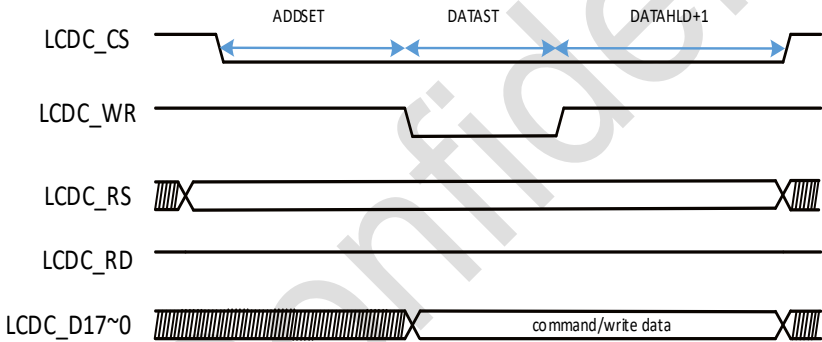 ADDSET DATAST DATAHLD+1
LCDC_CS
LCDC_WR
LCDC_RS
LCDC_RD
LCDC_D17~0 command/write data